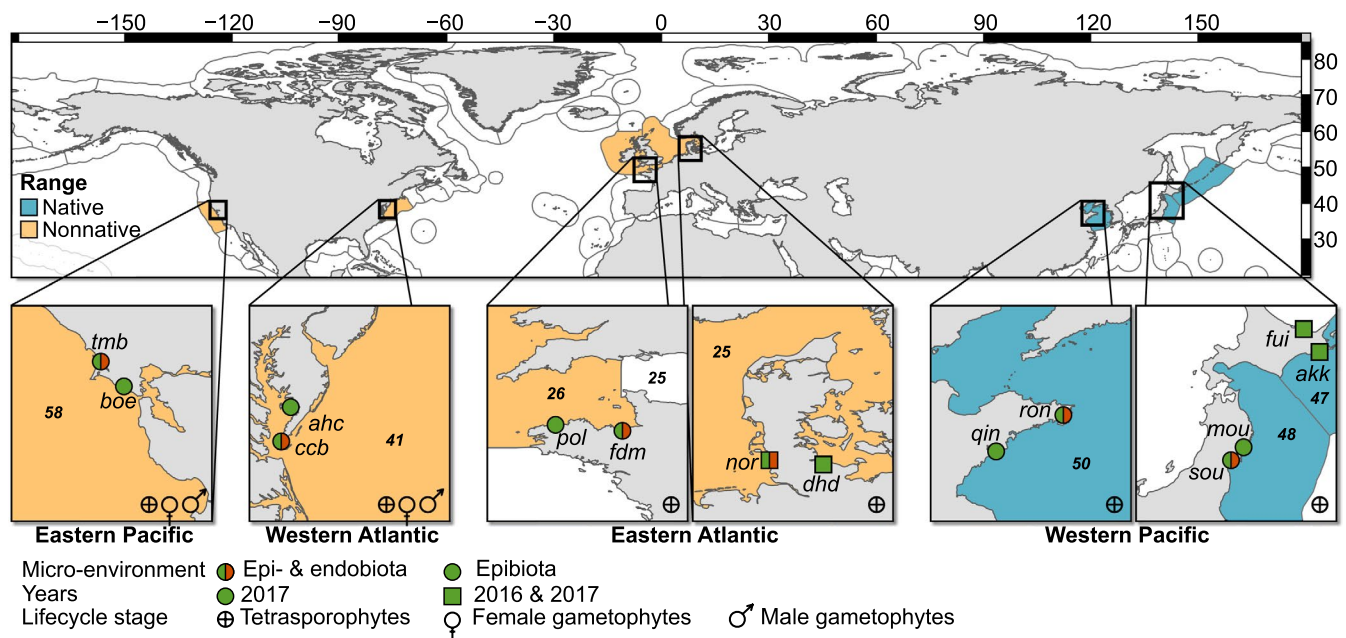 −150 −120 −90 −60 −30 0 30 60 90 120 150
80
70
60
50
40
30
Range
Native
Nonnative
tmb
boe
58
ahc
ccb
41
26
25
pol
fdm
25
nor
dhd
ron
qin
50
fui
akk
47
mou
48
sou
Eastern Pacific Western Atlantic Eastern Atlantic Western Pacific
Micro-environment Epi- & endobiota Epibiota
Years 2017 2016 & 2017
Lifecycle stage ⊕ Tetrasporophytes ♀ Female gametophytes ♂ Male gametophytes